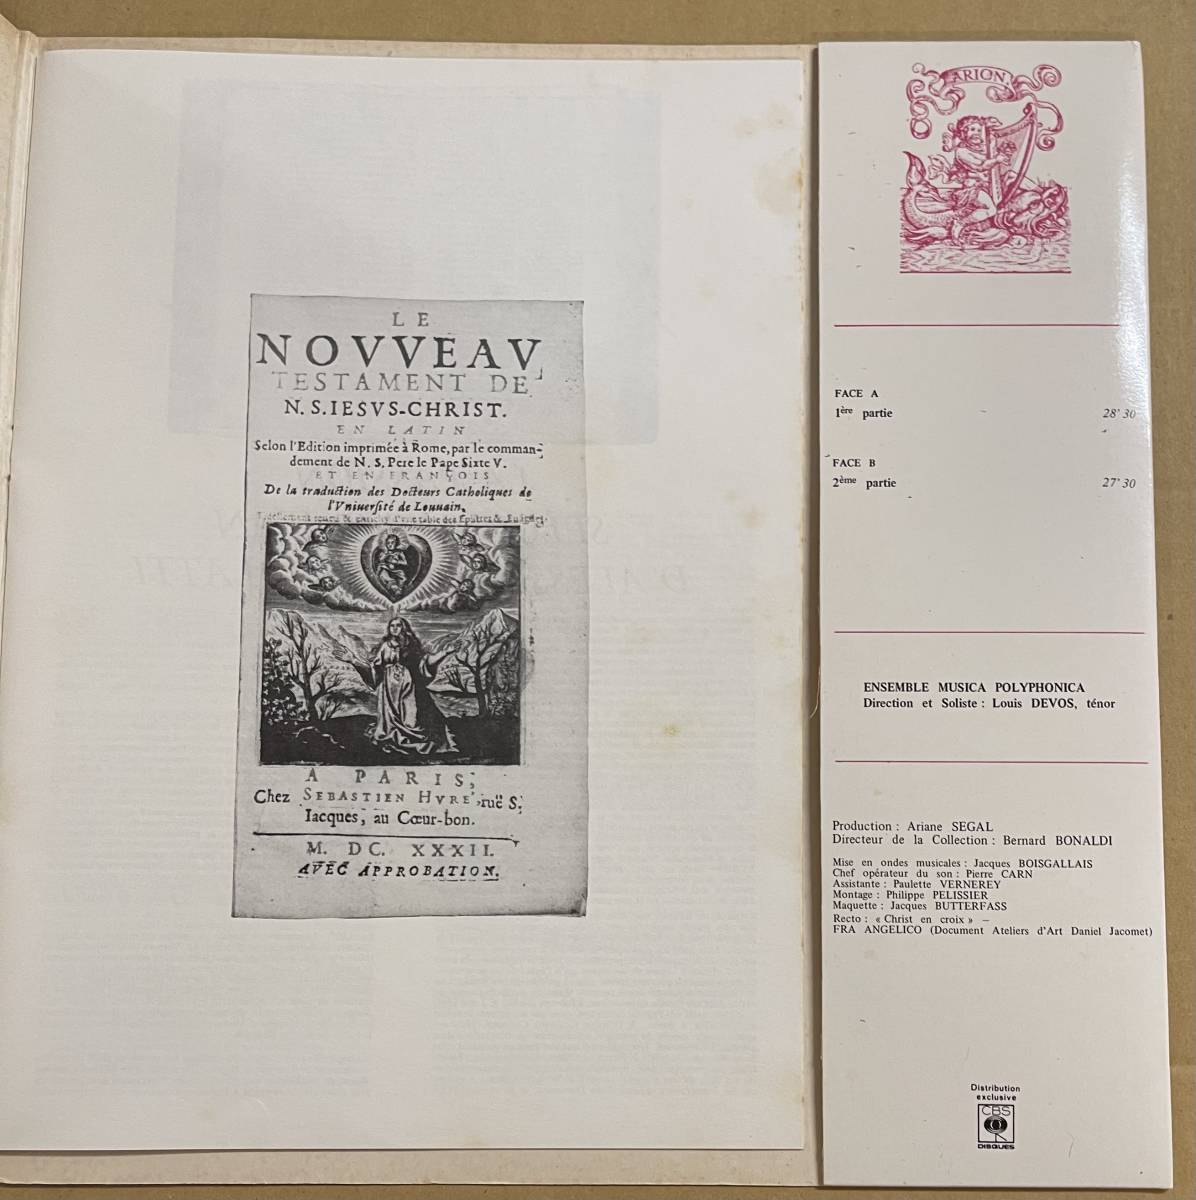 LE
NOVVEAV
TESTAMENT DE
N. S. IESVS-CHRIST.
EN LATIN
Selon l'Edition imprimée à Rome, par le comman-
dement de N. S. Pere le Pape Sixte V.
ET EN FRANÇOIS
De la traduction des Docteurs Catholiques de
l'Vniuersité de Louuain,
table des Epîtres &
A PARIS,
Chez SEBASTIEN HVRE', ruë S.
Iacques, au Cœur-bon.
M. DC. XXXII.
AVEC APPROBATION.
ARION
FACE A
1ère partie 28' 30
FACE B
2ème partie 27' 30
ENSEMBLE MUSICA POLYPHONICA
Direction et Soliste : Louis DEVOS, ténor
Production : Ariane SEGAL
Directeur de la Collection : Bernard BONALDI
Mise en ondes musicales : Jacques BOISGALLAIS
Chef opérateur du son : Pierre CARN
Assistante : Paulette VERNEREY
Montage : Philippe PELISSIER
Maquette : Jacques BUTTERFASS
Recto : « Christ en croix » –
FRA ANGELICO (Document Ateliers d'Art Daniel Jacomet)
Distribution
exclusive
CBS
DISQUES